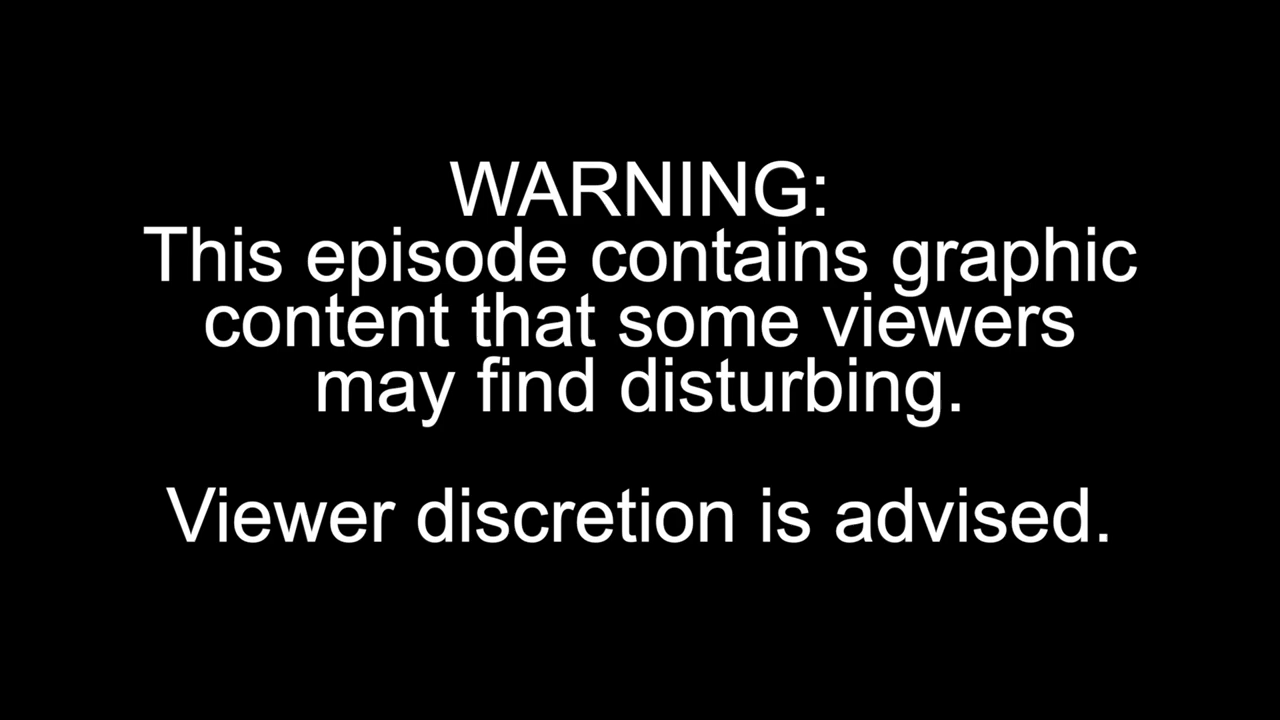 WARNING:
This episode contains graphic
content that some viewers
may find disturbing.
Viewer discretion is advised.